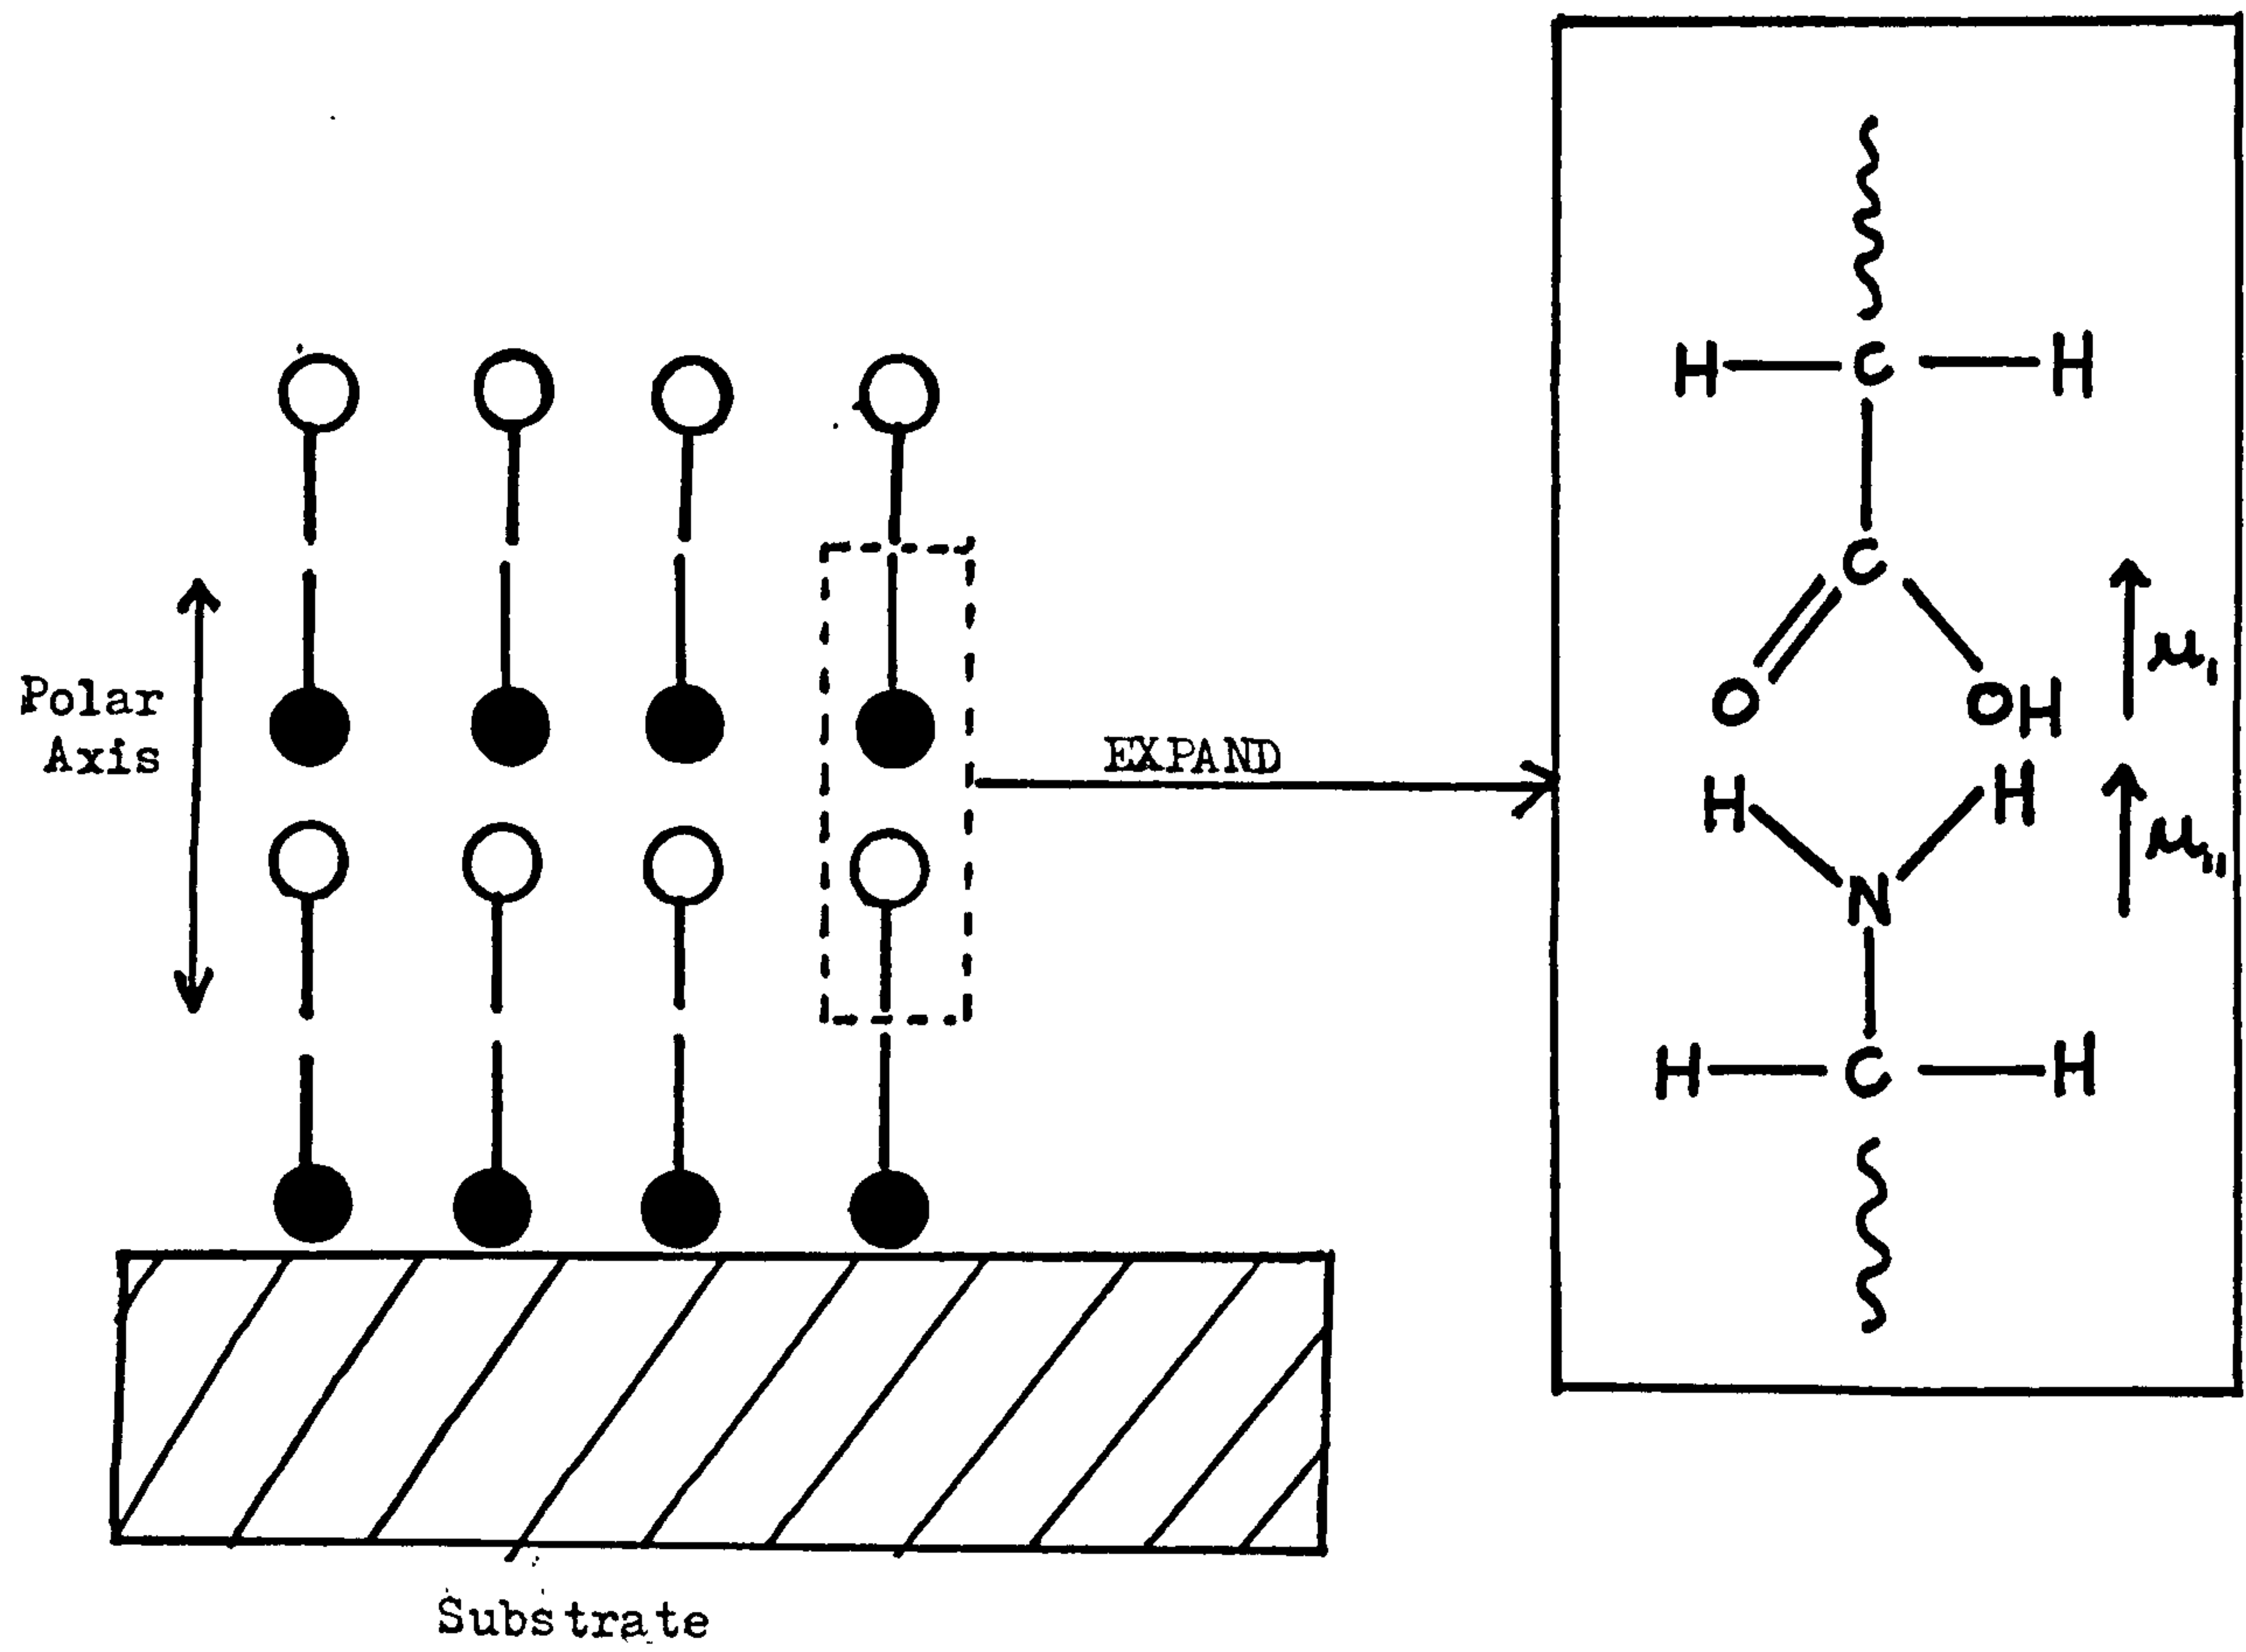 Polar
Axis
EXPAND
Substrate
H C H
C
O OH
μ₁
H H
μ₁₁
N
H C H